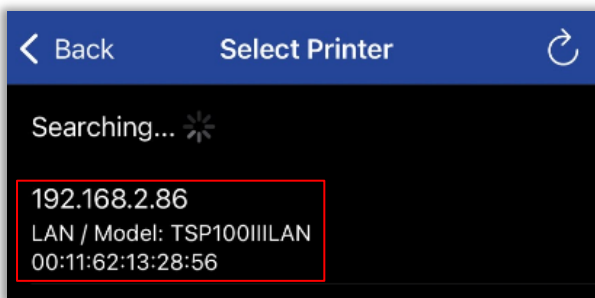 Back
Select Printer
Searching...
192.168.2.86
LAN / Model: TSP100IIILAN
00:11:62:13:28:56